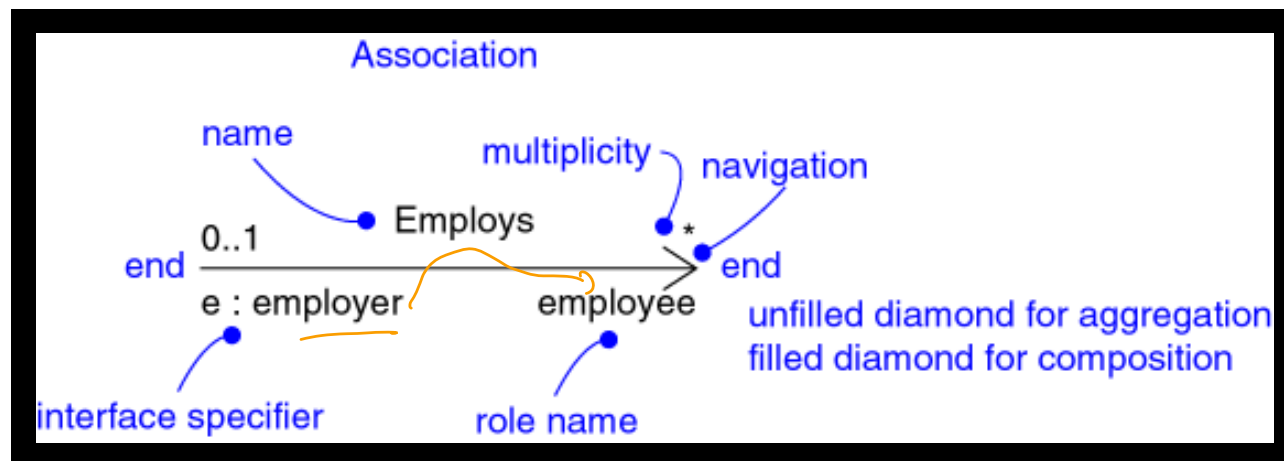 Association
name
multiplicity
navigation
Employs
0..1
*
end
end
e : employer
employee
unfilled diamond for aggregation
filled diamond for composition
interface specifier
role name